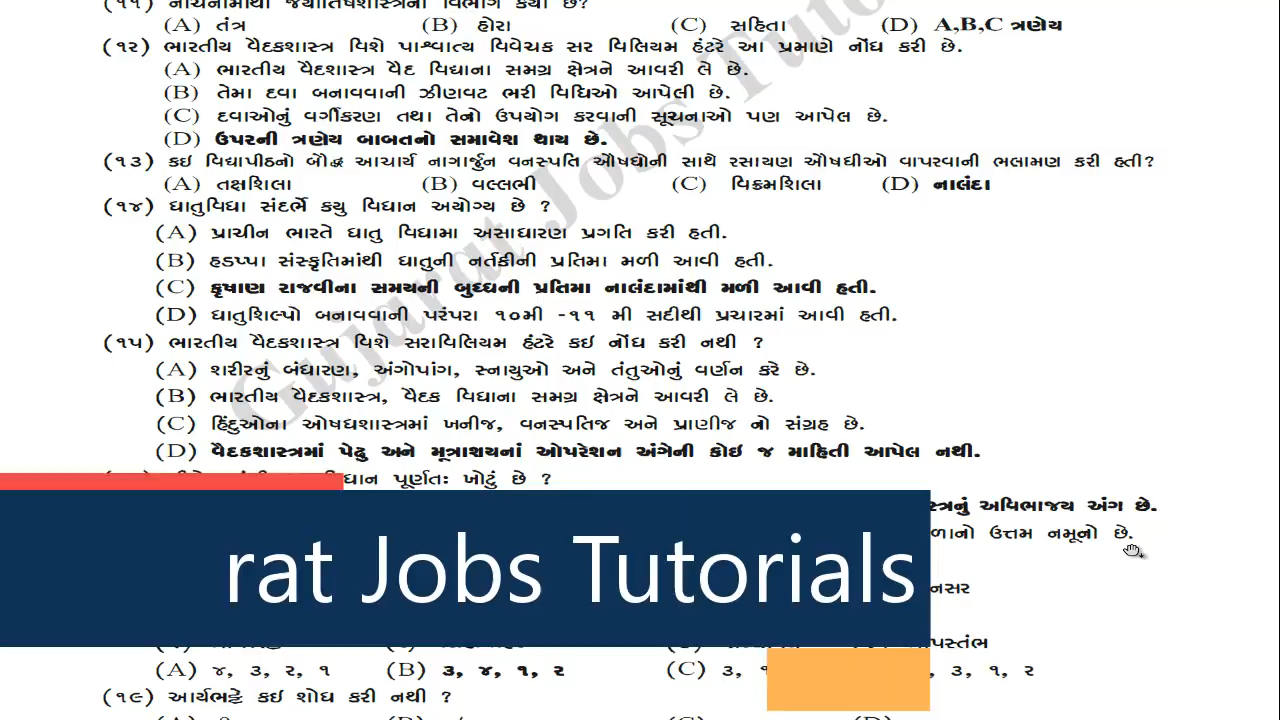 (૧૧) નીચેનામાંથી જ્યોતિષશાસ્ત્રના વિભાગ કયા છે?
(A) તંત્ર (B) હોરા (C) સંહિતા (D) A,B,C ત્રણેય
(૧૨) ભારતીય વૈદકશાસ્ત્ર વિશે પાશ્વાત્ય વિવેચક સર વિલિયમ હંટરે આ પ્રમાણે નોંધ કરી છે.
(A) ભારતીય વૈદશાસ્ત્ર વૈદ વિદ્યાના સમગ્ર ક્ષેત્રને આવરી લે છે.
(B) તેમા દવા બનાવવાની ઝીણવટ ભરી વિધિઓ આપેલી છે.
(C) દવાઓનું વર્ગીકરણ તથા તેનો ઉપયોગ કરવાની સૂચનાઓ પણ આપેલ છે.
(D) ઉપરની ત્રણેય બાબતનો સમાવેશ થાય છે.
(૧૩) કઇ વિદ્યાપીઠનો બૌદ્ધ આચાર્ય નાગાર્જુન વનસ્પતિ ઔષધોની સાથે રસાયણ ઔષધીઓ વાપરવાની ભલામણ કરી હતી?
(A) તક્ષશિલા (B) વલ્લભી (C) વિક્રમશિલા (D) નાલંદા
(૧૪) ધાતુવિદ્યા સંદર્ભે કયુ વિધાન અયોગ્ય છે ?
(A) પ્રાચીન ભારતે ધાતુ વિદ્યામા અસાધારણ પ્રગતિ કરી હતી.
(B) હડપ્પા સંસ્કૃતિમાંથી ધાતુની નર્તકીની પ્રતિમા મળી આવી હતી.
(C) કૃષાણ રાજવીના સમયની બુધ્ધની પ્રતિમા નાલંદામાંથી મળી આવી હતી.
(D) ધાતુશિલ્પો બનાવવાની પરંપરા ૧૦મી -૧૧ મી સદીથી પ્રચારમાં આવી હતી.
(૧૫) ભારતીય વૈદકશાસ્ત્ર વિશે સરાવિલિયમ હંટરે કઇ નોંધ કરી નથી ?
(A) શરીરનું બંધારણ, અંગોપાંગ, સ્નાયુઓ અને તંતુઓનું વર્ણન કરે છે.
(B) ભારતીય વૈદકશાસ્ત્ર, વૈદક વિદ્યાના સમગ્ર ક્ષેત્રને આવરી લે છે.
(C) હિંદુઓના ઓષધશાસ્ત્રમાં ખનીજ, વનસ્પતિજ અને પ્રાણીજ નો સંગ્રહ છે.
(D) વૈદકશાસ્ત્રમાં પેઢુ અને મૂત્રાશયનાં ઓપરેશન અંગેની કોઇ જ માહિતી આપેલ નથી.
પૂર્ણતઃ ખોટું છે ?
અવિભાજય અંગ છે.
ઉત્તમ નમૂનો છે.
rat Jobs Tutorials
(A) ૪, ૩, ૨, ૧ (B) ૩, ૪, ૧, ૨ (C) ૩, ૩, ૧, ૨
(૧૯) આર્યભટ્ટે કઇ શોધ કરી નથી ?
Gujarat Jobs Tuto